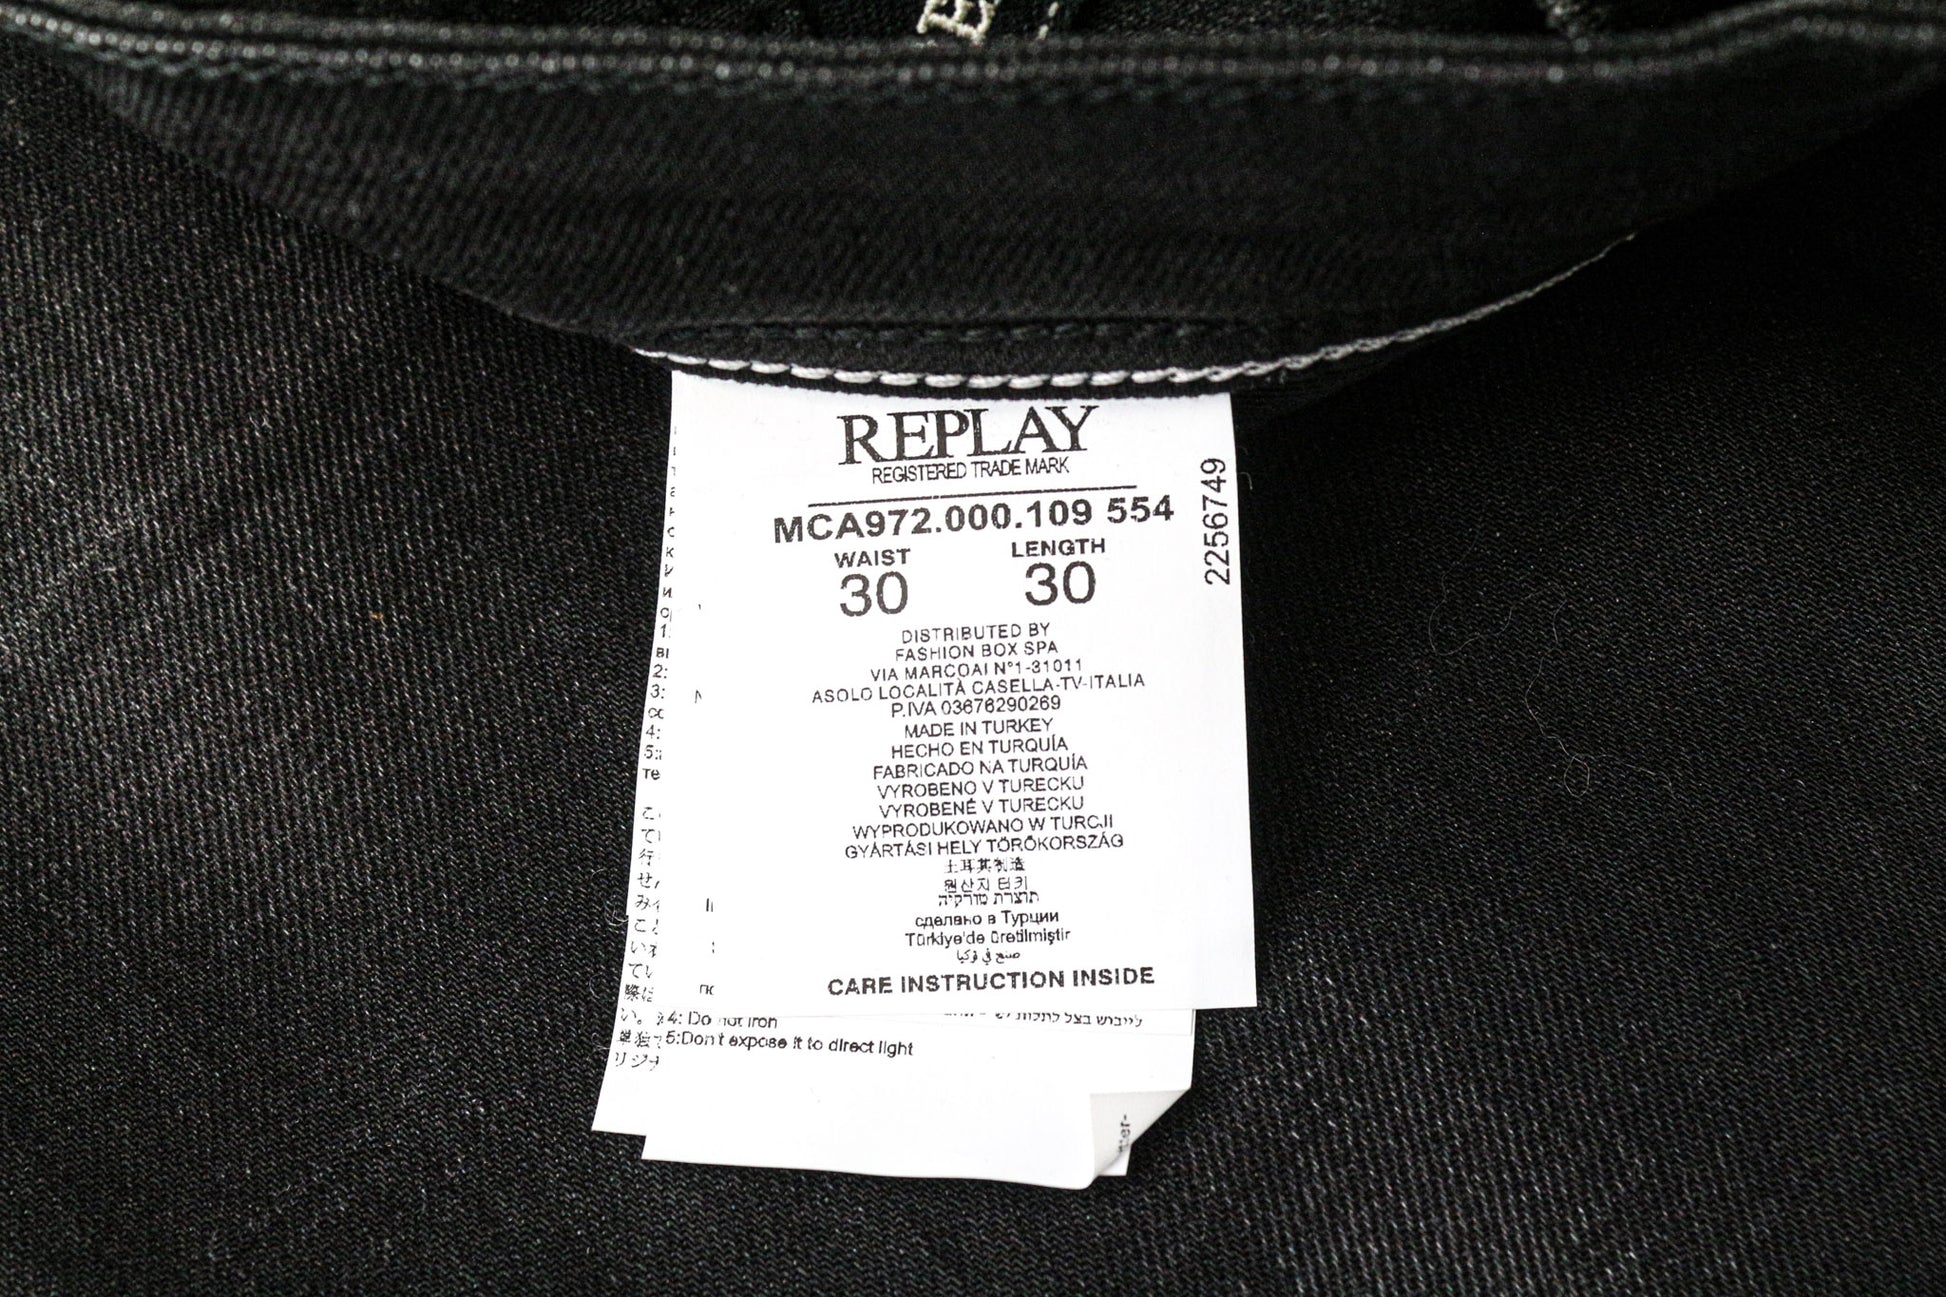 REPLAY
REGISTERED TRADE MARK
MCA972.000.109 554
WAIST LENGTH
30 30
2256749
DISTRIBUTED BY
FASHION BOX SPA
VIA MARCOAI N°1-31011
ASOLO LOCALITÀ CASELLA-TV-ITALIA
P.IVA 03676290269
MADE IN TURKEY
HECHO EN TURQUÍA
FABRICADO NA TURQUÍA
VYROBENO V TURECKU
VYROBENÉ V TURECKU
WYPRODUKOWANO W TURCJI
GYÁRTÁSI HELY TÖRÖKORSZÁG
土耳其制造
원산지 터키
תוצרת טורקיה
сделано в Турции
Türkiye'de üretilmiştir
صنع في تركيا
CARE INSTRUCTION INSIDE
4: Do not iron
5:Don't expose it to direct light